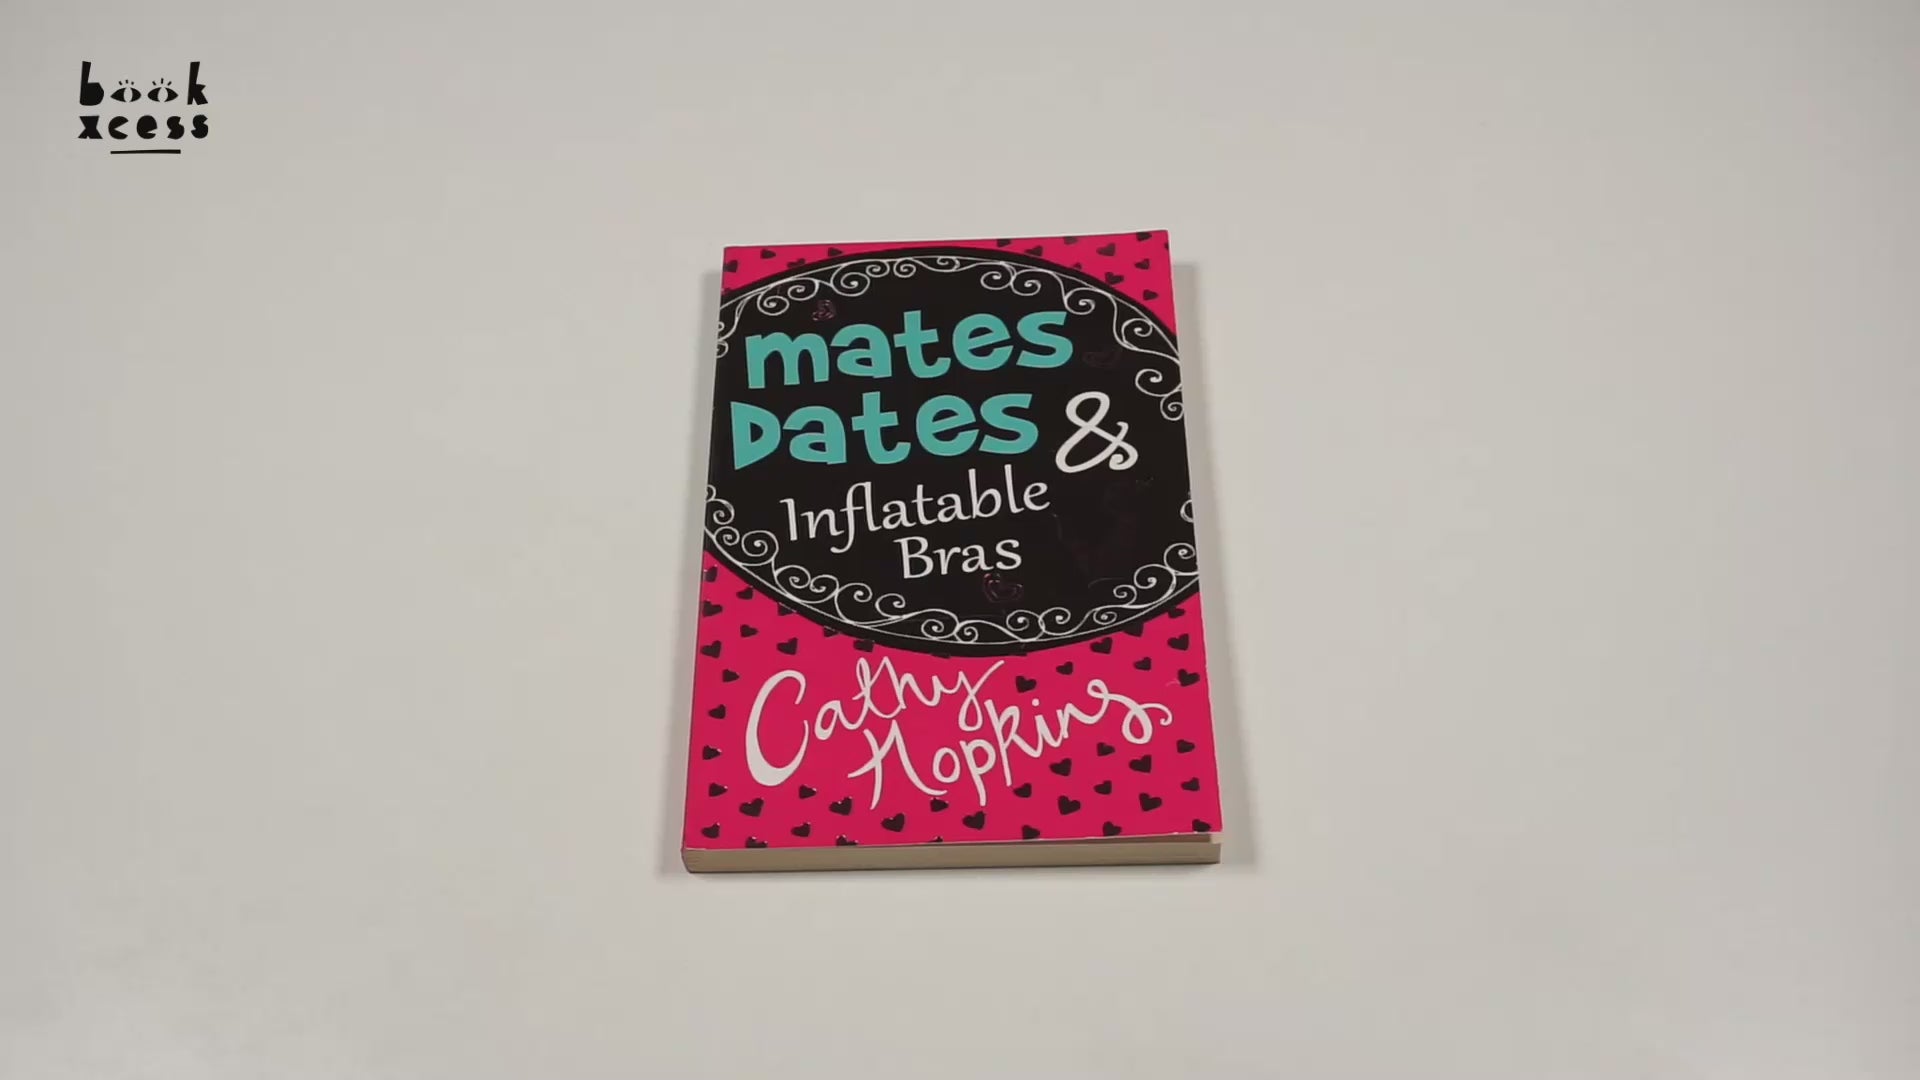 book
xcess
mates
Dates &
Inflatable
Bras
Cathy
Hopkins